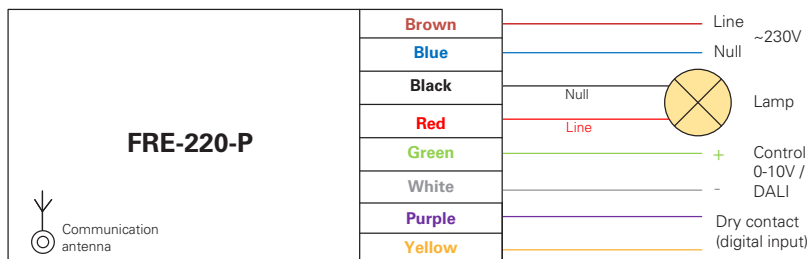 FRE-220-P
Communication
antenna
Brown
Blue
Black
Red
Green
White
Purple
Yellow
Line
~230V
Null
Null
Line
Lamp
+
Control
0-10V /
-
DALI
Dry contact
(digital input)